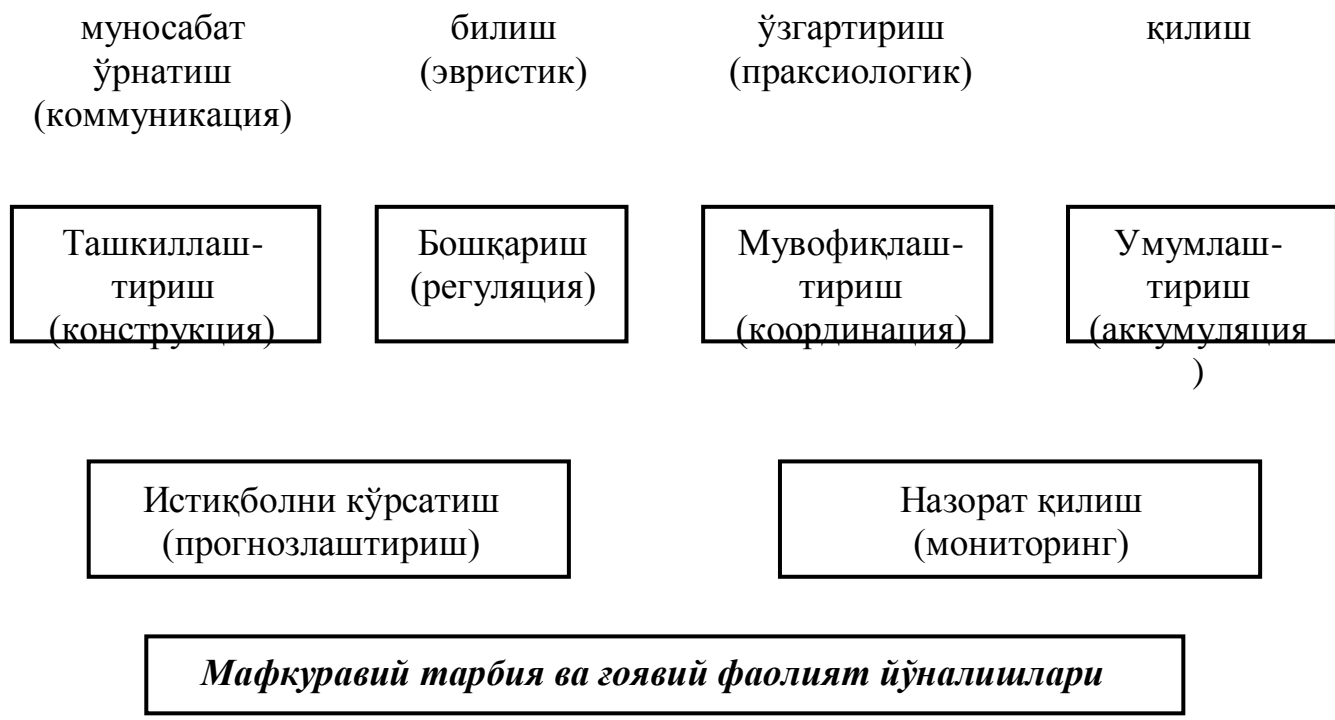 муносабат
ўрнатиш
(коммуникация)
билиш
(эвристик)
ўзгартириш
(праксиологик)
қилиш
Ташкиллаш-
тириш
(конструкция)
Бошқариш
(регуляция)
Мувофиқлаш-
тириш
(координация)
Умумлаш-
тириш
(аккумуляция
)
Истиқболни кўрсатиш
(прогнозлаштириш)
Назорат қилиш
(мониторинг)
Мафкуравий тарбия ва ғоявий фаолият йўналишлари